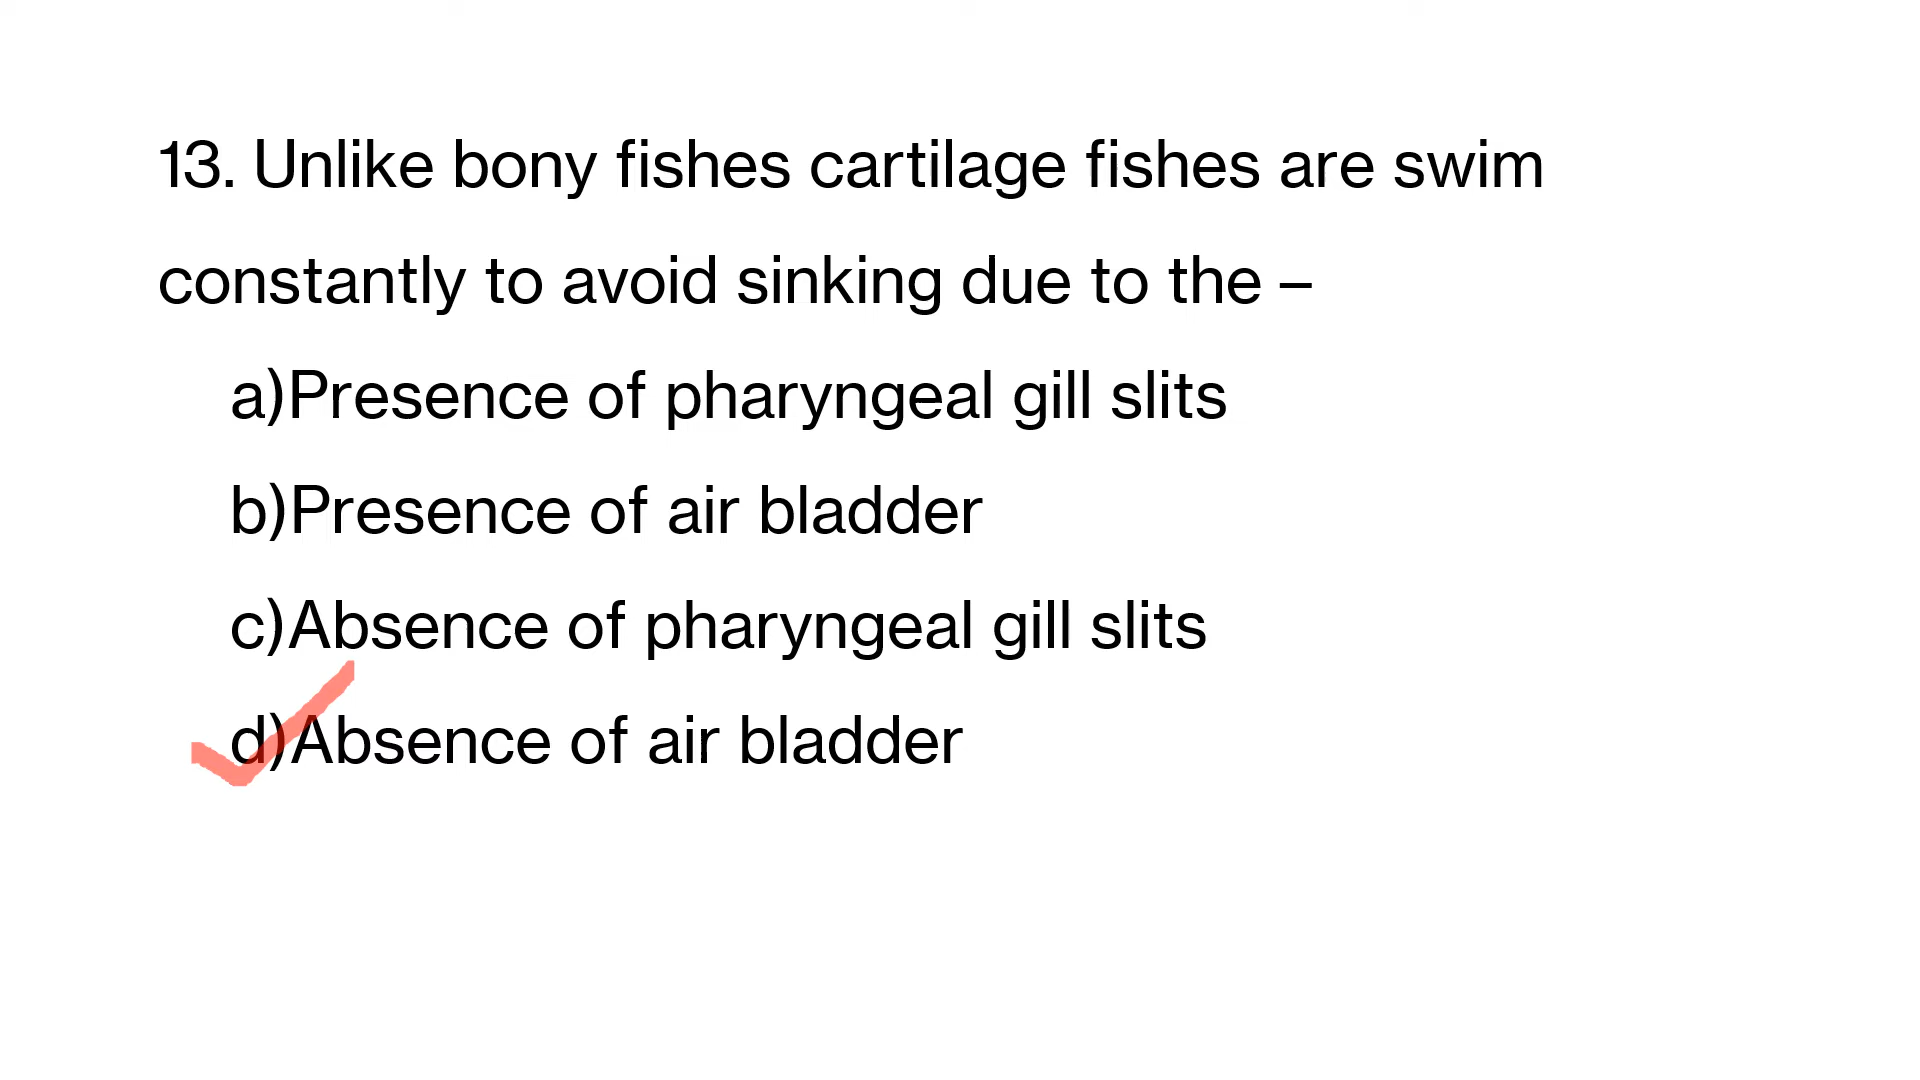 13. Unlike bony fishes cartilage fishes are swim
constantly to avoid sinking due to the –
a)Presence of pharyngeal gill slits
b)Presence of air bladder
c)Absence of pharyngeal gill slits
d)Absence of air bladder